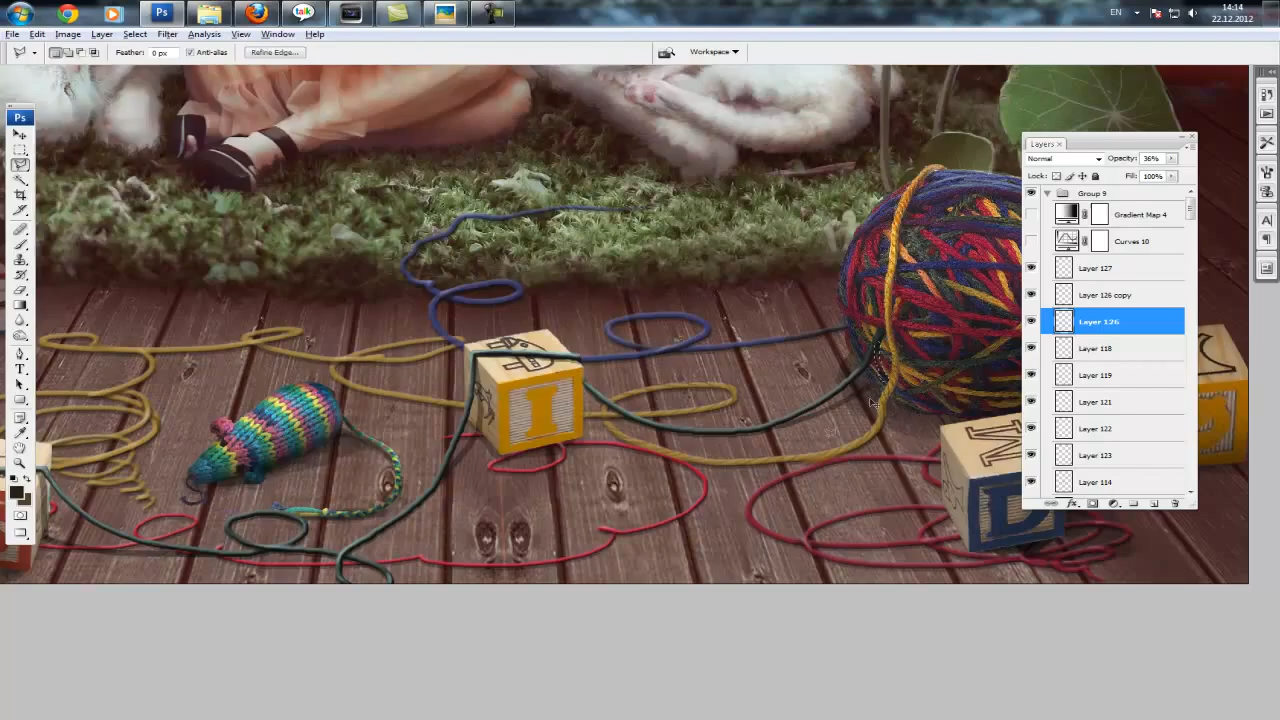 Ps
talk
EN
14:14
22.12.2012
File Edit Image Layer Select Filter Analysis View Window Help
Feather: 0 px Anti-alias Refine Edge... Workspace
Ps
T
Layers
Normal Opacity: 36%
Lock: Fill: 100%
Group 9
Gradient Map 4
Curves 10
Layer 127
Layer 126 copy
Layer 126
Layer 118
Layer 119
Layer 121
Layer 122
Layer 123
Layer 114
A
I
M
D